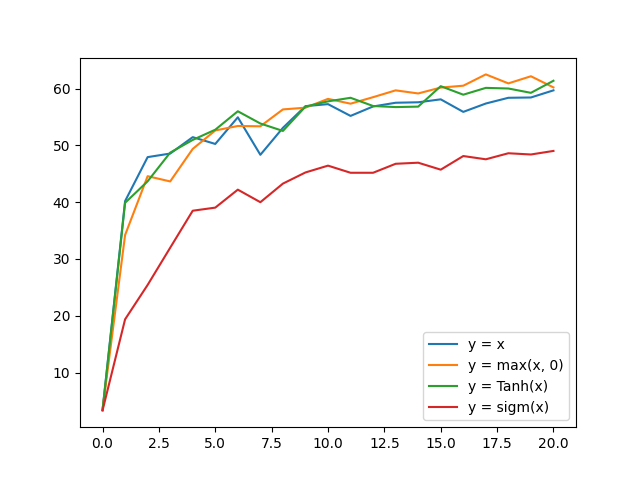 60
50
40
30
20
10
0.0 2.5 5.0 7.5 10.0 12.5 15.0 17.5 20.0
y = x
y = max(x, 0)
y = Tanh(x)
y = sigm(x)